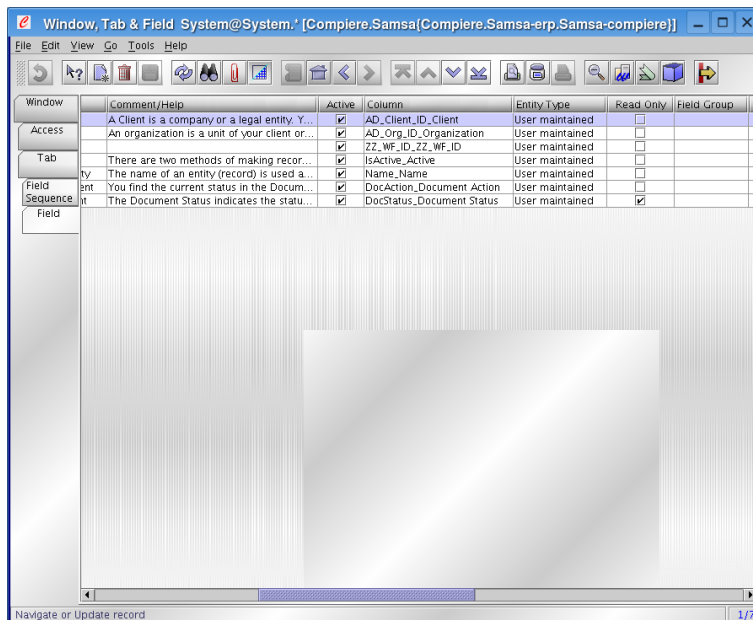 Window, Tab & Field System@System.* [Compiere.Samsa{Compiere.Samsa-erp.Samsa-compiere}]
File Edit View Go Tools Help
Window
Access
Tab
Field Sequence
Field
Comment/Help Active Column Entity Type Read Only Field Group
A Client is a company or a legal entity. Y... AD_Client_ID_Client User maintained
An organization is a unit of your client or... AD_Org_ID_Organization User maintained
ZZ_WF_ID_ZZ_WF_ID User maintained
There are two methods of making recor... IsActive_Active User maintained
ty The name of an entity (record) is used a... Name_Name User maintained
ent You find the current status in the Docum... DocAction_Document Action User maintained
nt The Document Status indicates the statu... DocStatus_Document Status User maintained
Navigate or Update record 1/7